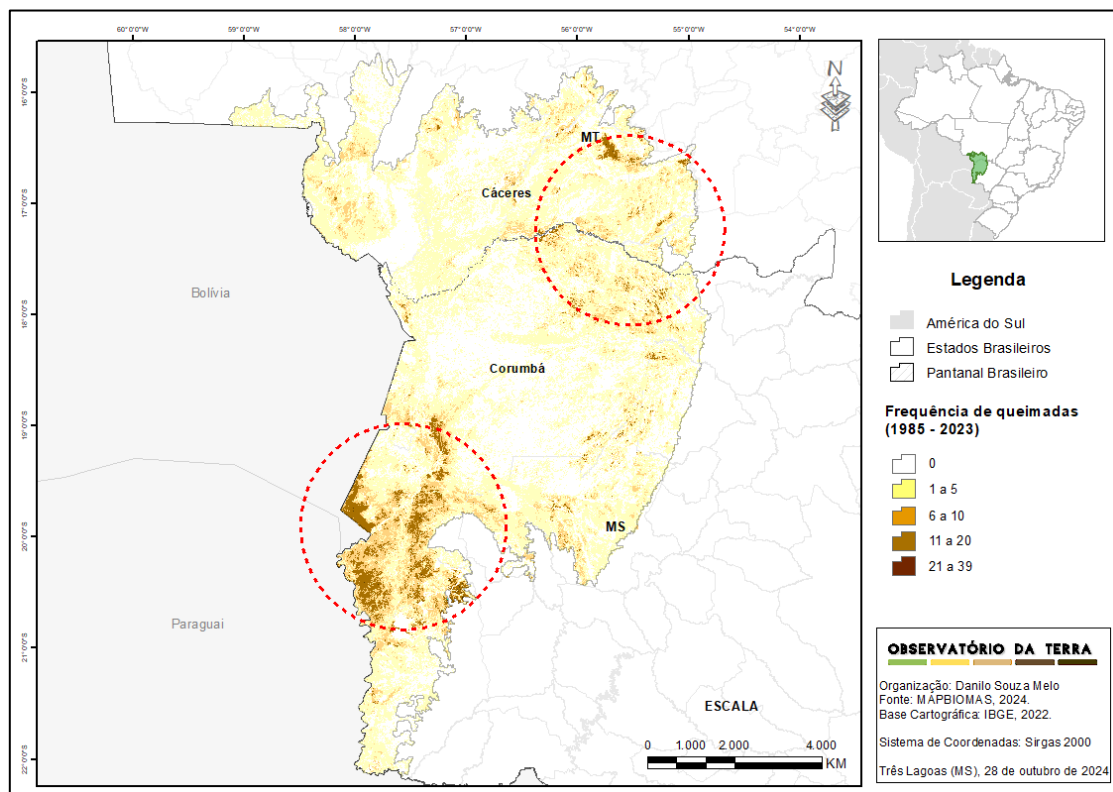 60°0'0"W 59°0'0"W 58°0'0"W 57°0'0"W 56°0'0"W 55°0'0"W 54°0'0"W
16°0'0"S
17°0'0"S
18°0'0"S
19°0'0"S
20°0'0"S
21°0'0"S
22°0'0"S
N
MT
Cáceres
Bolívia
Corumbá
MS
Paraguai
ESCALA
0 1.000 2.000 4.000
KM
Legenda
América do Sul
Estados Brasileiros
Pantanal Brasileiro
Frequência de queimadas
(1985 - 2023)
0
1 a 5
6 a 10
11 a 20
21 a 39
OBSERVATÓRIO DA TERRA
Organização: Danilo Souza Melo
Fonte: MAPBIOMAS, 2024.
Base Cartográfica: IBGE, 2022.
Sistema de Coordenadas: Sirgas 2000
Três Lagoas (MS), 28 de outubro de 2024